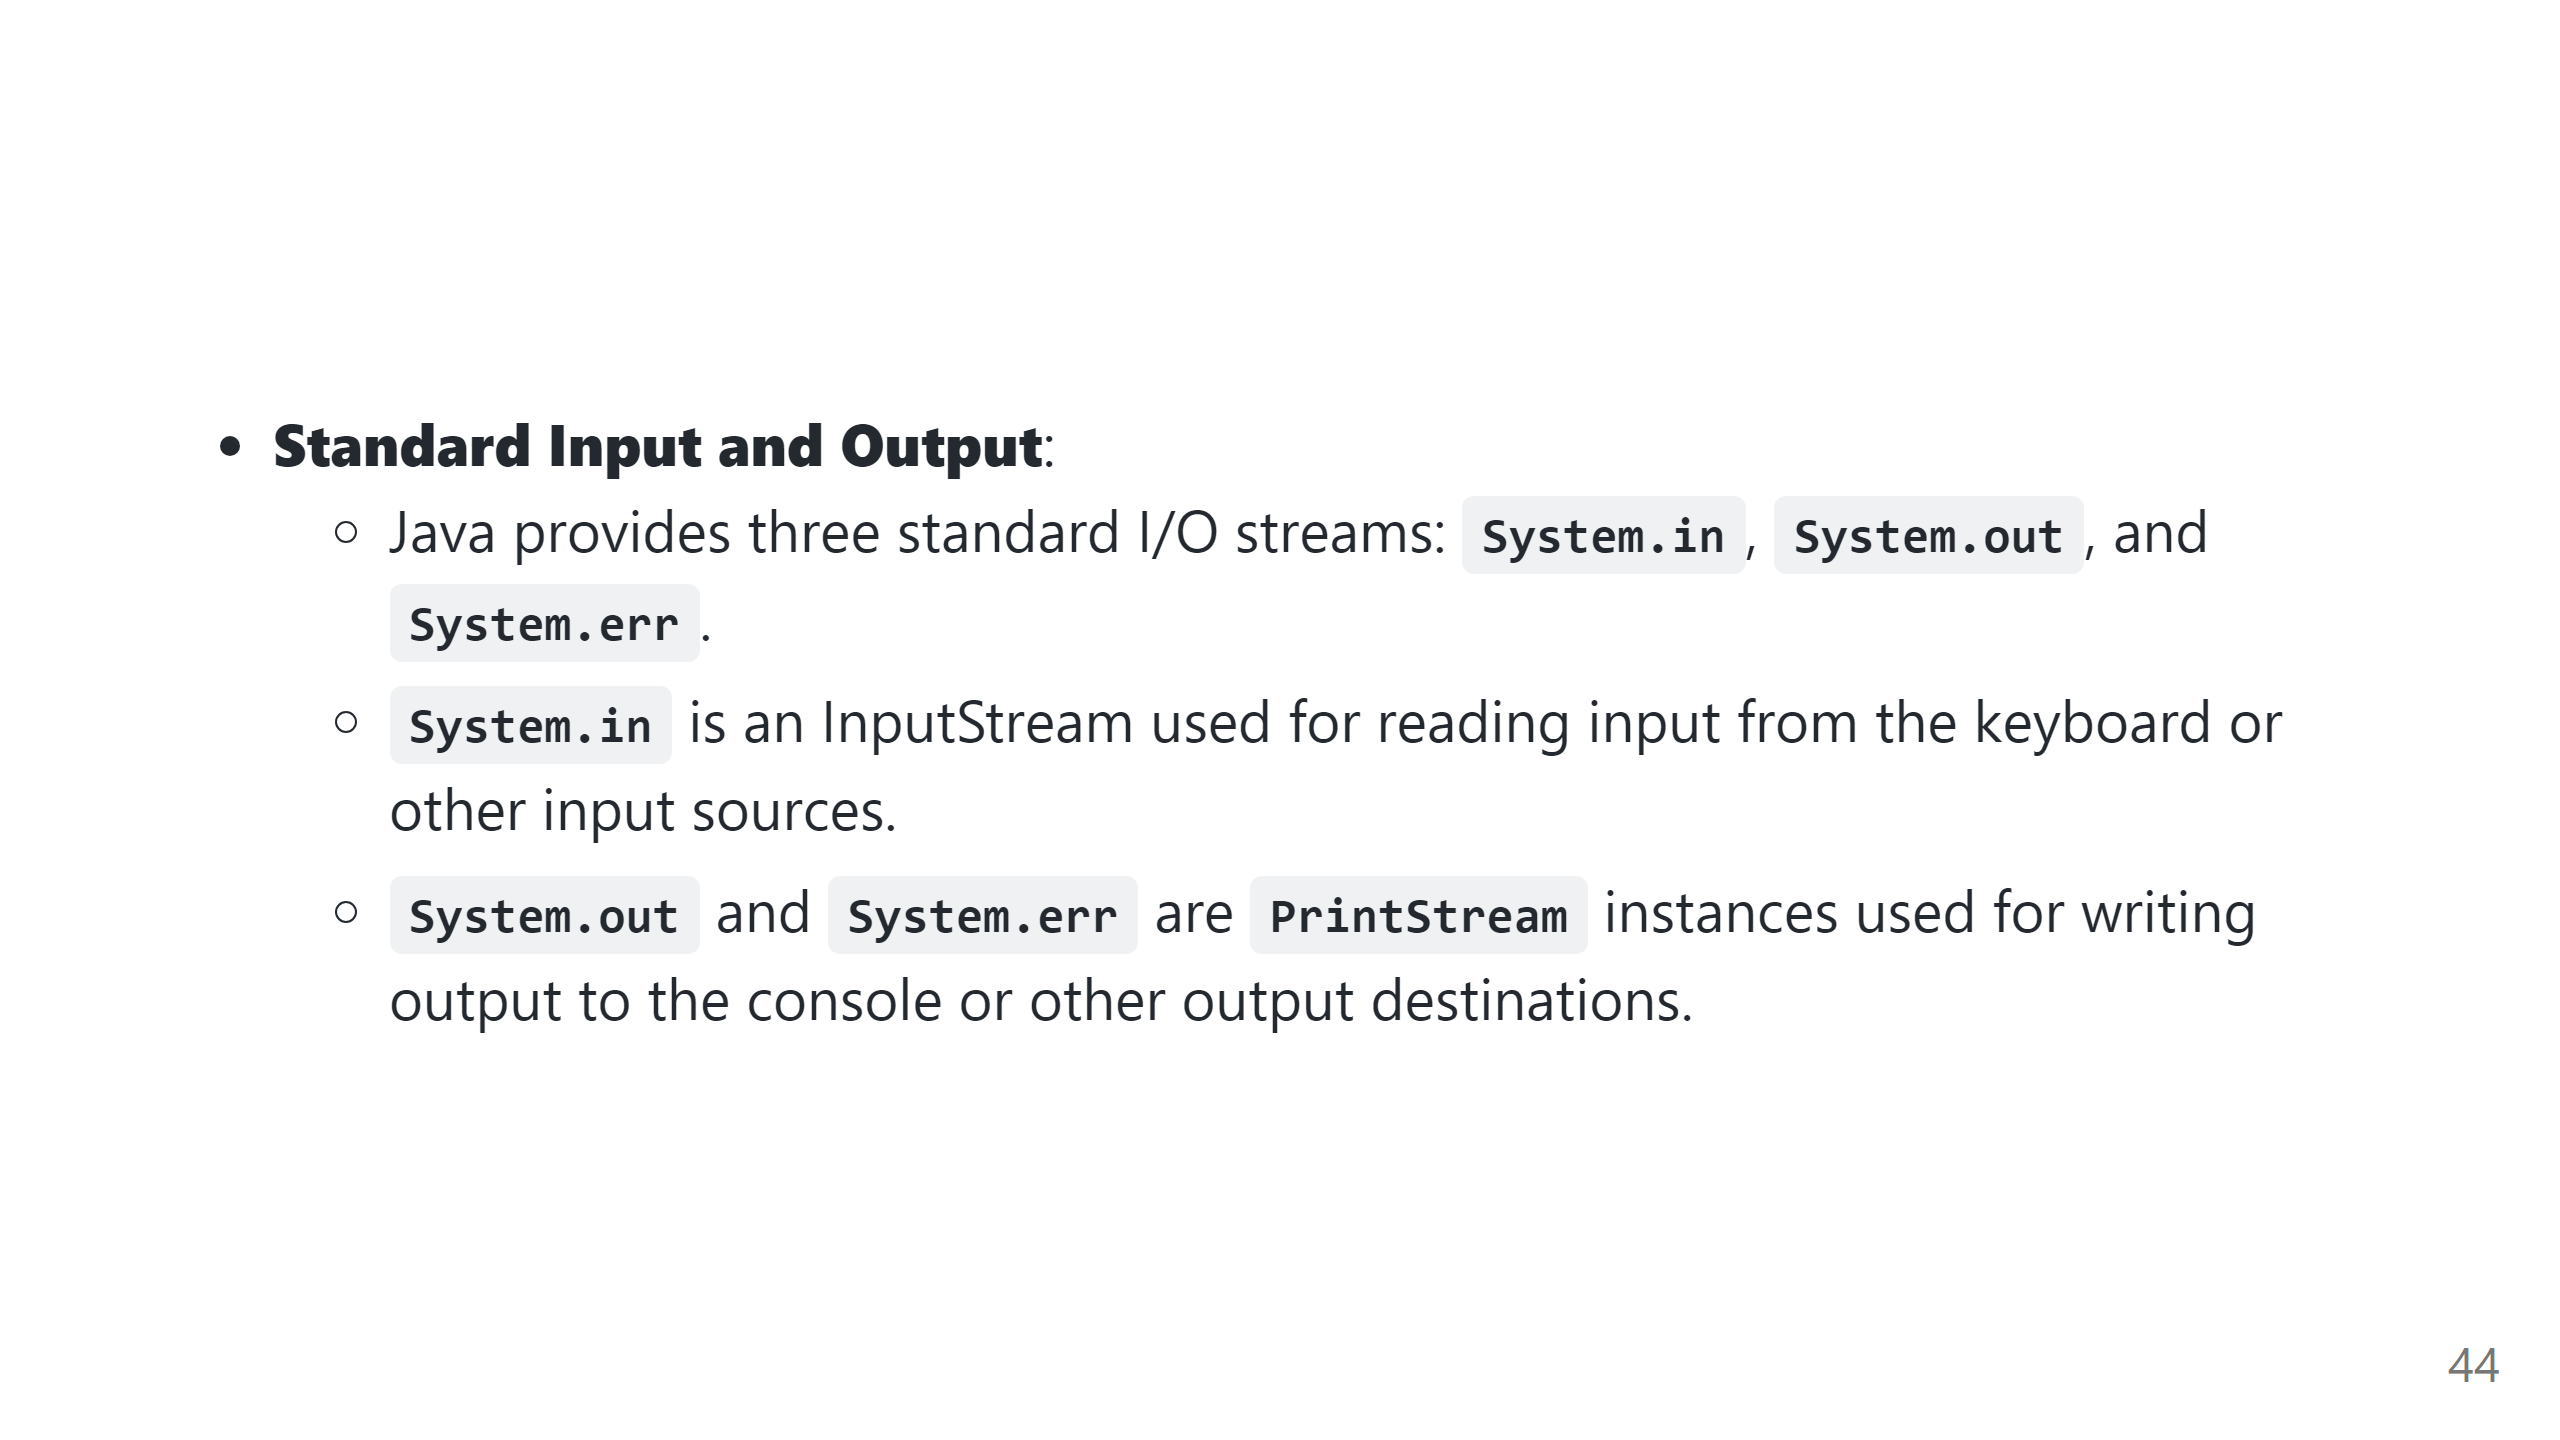 • Standard Input and Output:
○ Java provides three standard I/O streams: System.in, System.out, and
System.err.
○ System.in is an InputStream used for reading input from the keyboard or
other input sources.
○ System.out and System.err are PrintStream instances used for writing
output to the console or other output destinations.
44